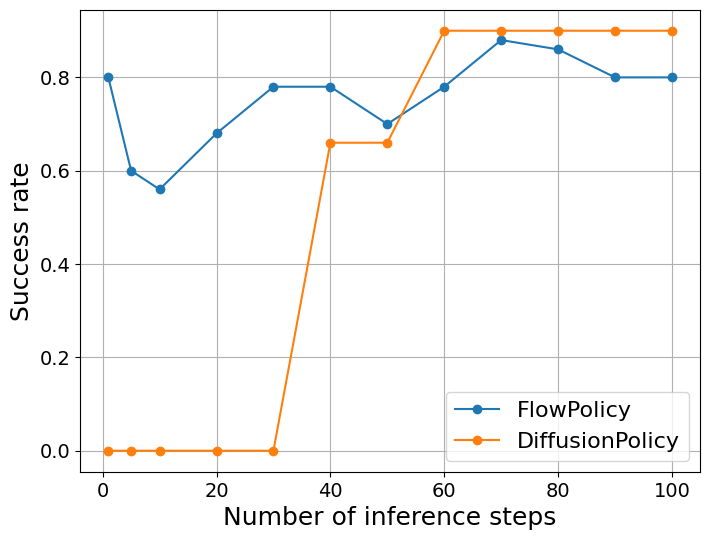 0.8
0.6
0.4
0.2
0.0
Success rate
0 20 40 60 80 100
Number of inference steps
FlowPolicy
DiffusionPolicy